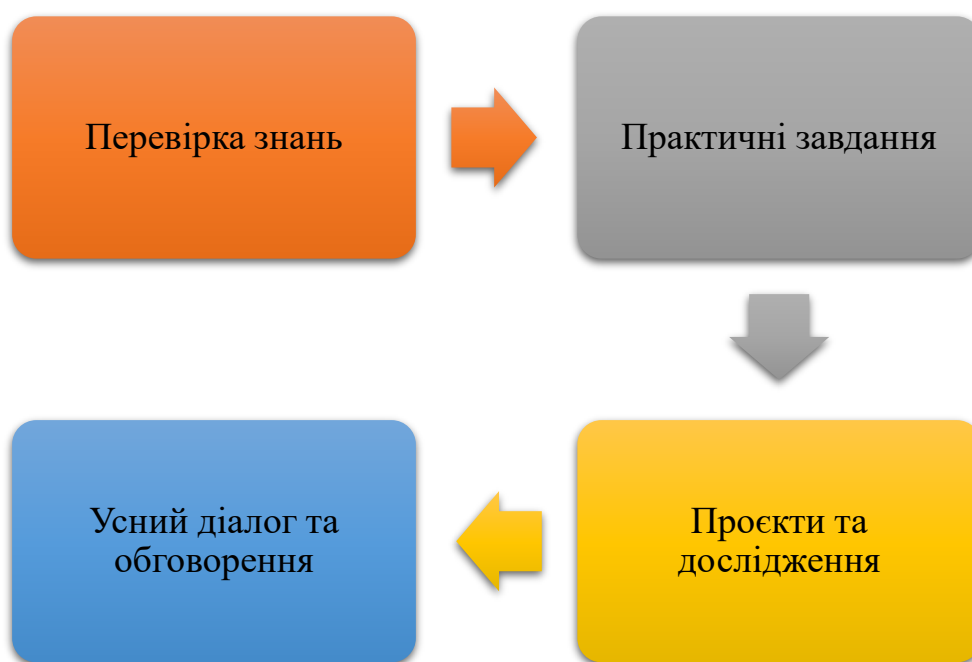 Перевірка знань
Практичні завдання
Проєкти та
дослідження
Усний діалог та
обговорення